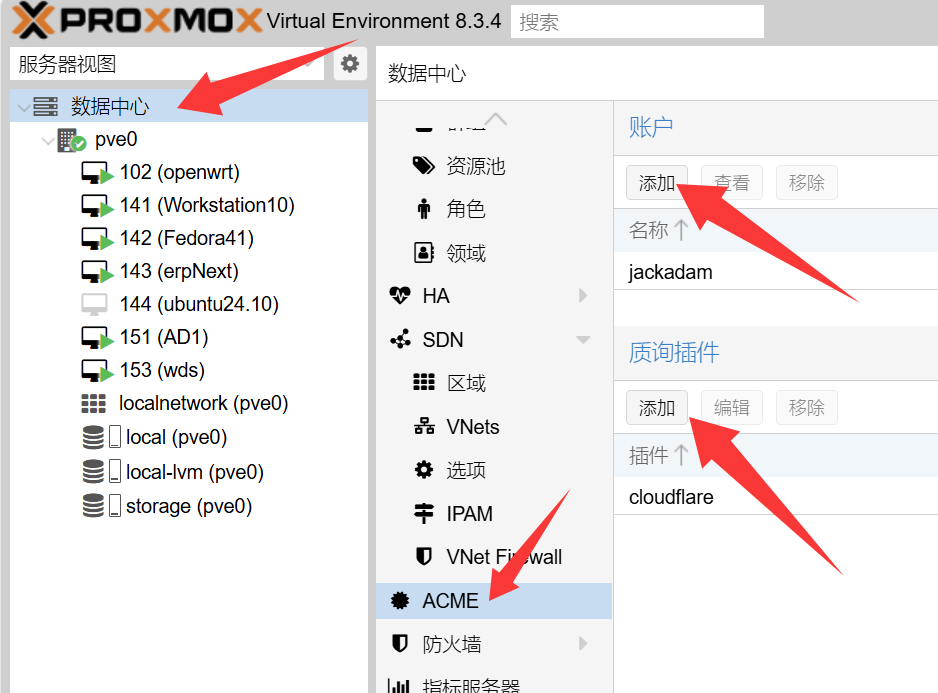 PROXMOX Virtual Environment 8.3.4 搜索
服务器视图
数据中心
pve0
102 (openwrt)
141 (Workstation10)
142 (Fedora41)
143 (erpNext)
144 (ubuntu24.10)
151 (AD1)
153 (wds)
localnetwork (pve0)
local (pve0)
local-lvm (pve0)
storage (pve0)
数据中心
资源池
角色
领域
HA
SDN
区域
VNets
选项
IPAM
VNet Firewall
ACME
防火墙
指标服务器
账户
添加 查看 移除
名称
jackadam
质询插件
添加 编辑 移除
插件
cloudflare